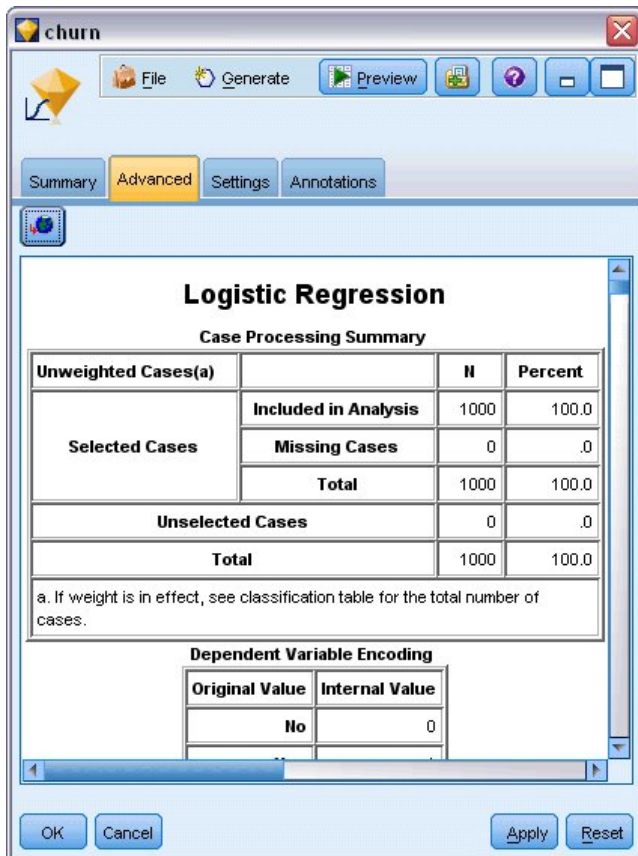 churn
File Generate Preview
Summary Advanced Settings Annotations
Logistic Regression
Case Processing Summary
Unweighted Cases(a) N Percent
Selected Cases Included in Analysis 1000 100.0
Missing Cases 0 .0
Total 1000 100.0
Unselected Cases 0 .0
Total 1000 100.0
a. If weight is in effect, see classification table for the total number of
cases.
Dependent Variable Encoding
Original Value Internal Value
No 0
OK Cancel Apply Reset